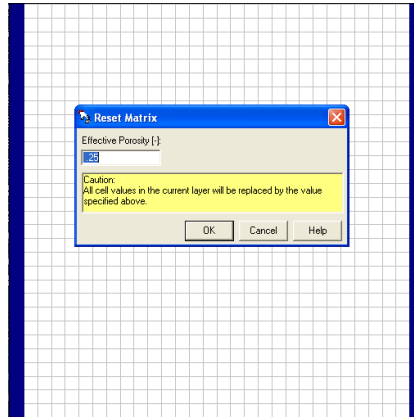 Reset Matrix
Effective Porosity [-]:
.25
Caution:
All cell values in the current layer will be replaced by the value
specified above.
OK Cancel Help